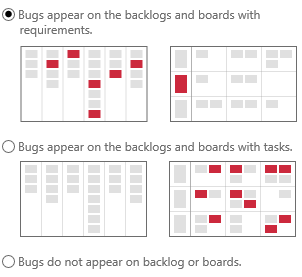 Bugs appear on the backlogs and boards with
requirements.
Bugs appear on the backlogs and boards with tasks.
Bugs do not appear on backlog or boards.